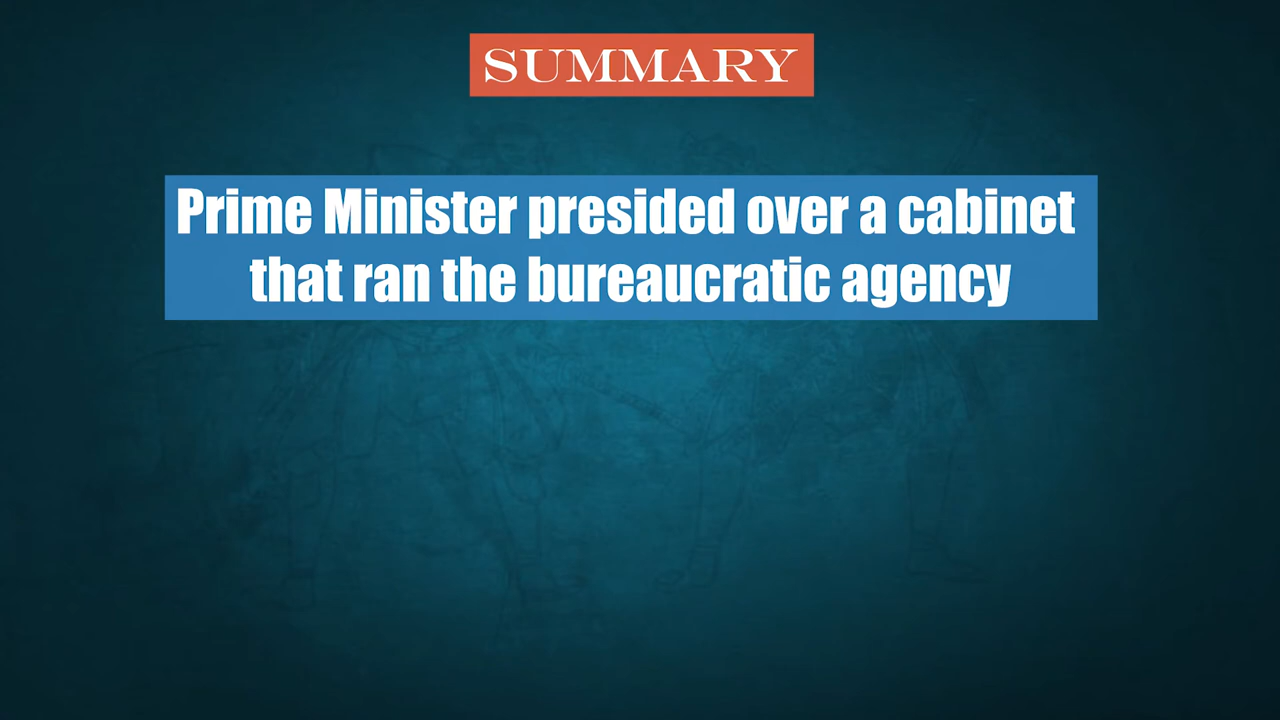 SUMMARY
Prime Minister presided over a cabinet
that ran the bureaucratic agency